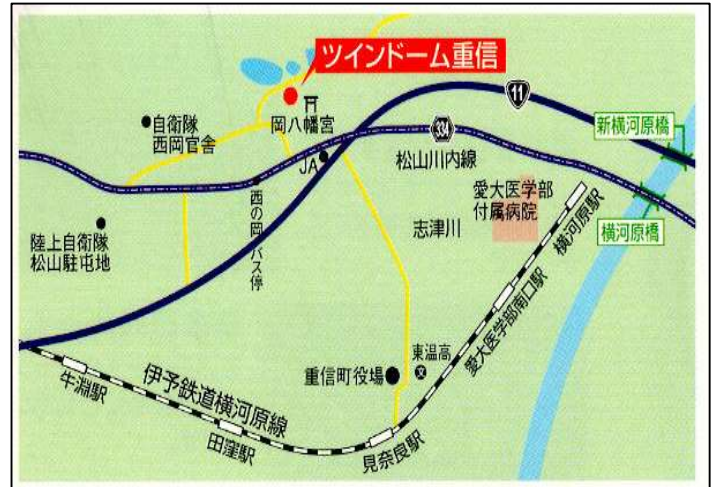 ツインドーム重信
11
自衛隊
西岡官舎
岡八幡宮
334
新横河原橋
JA
松山川内線
愛大医学部
付属病院
横河原駅
西の岡 バス停
志津川
横河原橋
陸上自衛隊
松山駐屯地
愛大医学部南口駅
東温高
文
重信町役場
伊予鉄道横河原線
牛淵駅
田窪駅
見奈良駅